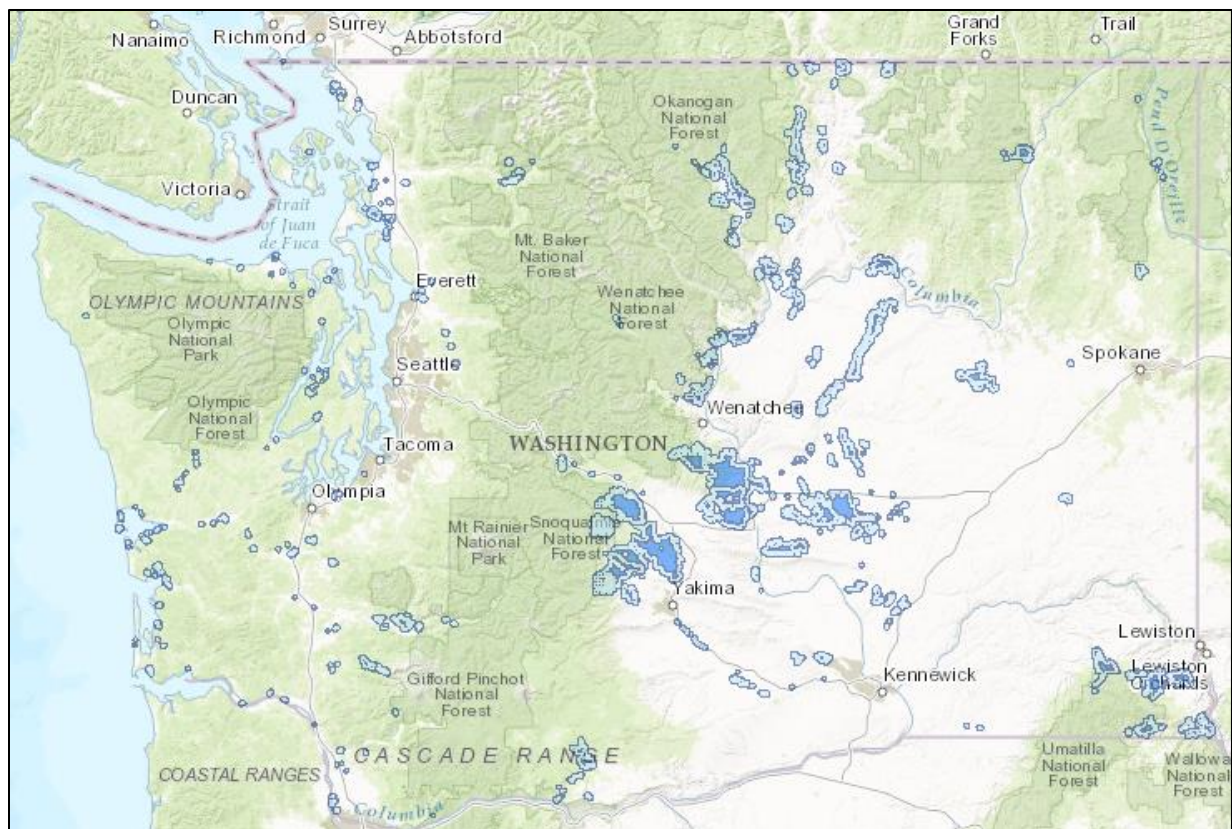 Nanaimo
Richmond
Surrey
Abbotsford
Grand
Forks
Trail
Duncan
Okanogan
National
Forest
Pend D'Oreille
Victoria
Strait
of Juan
de Fuca
Mt. Baker
National
Forest
Everett
Columbia
OLYMPIC MOUNTAINS
Wenatchee
National
Forest
Olympic
National
Park
Seattle
Spokane
Olympic
National
Forest
Wenatchee
Tacoma
WASHINGTON
Olympia
Mt Rainier
National
Park
Snoqualmie
National
Forest
Yakima
Lewiston
Lewiston
Orchards
Kennewick
Gifford Pinchot
National
Forest
CASCADE RANGE
COASTAL RANGES
Umatilla
National
Forest
Wallowa
National
Forest
Columbia